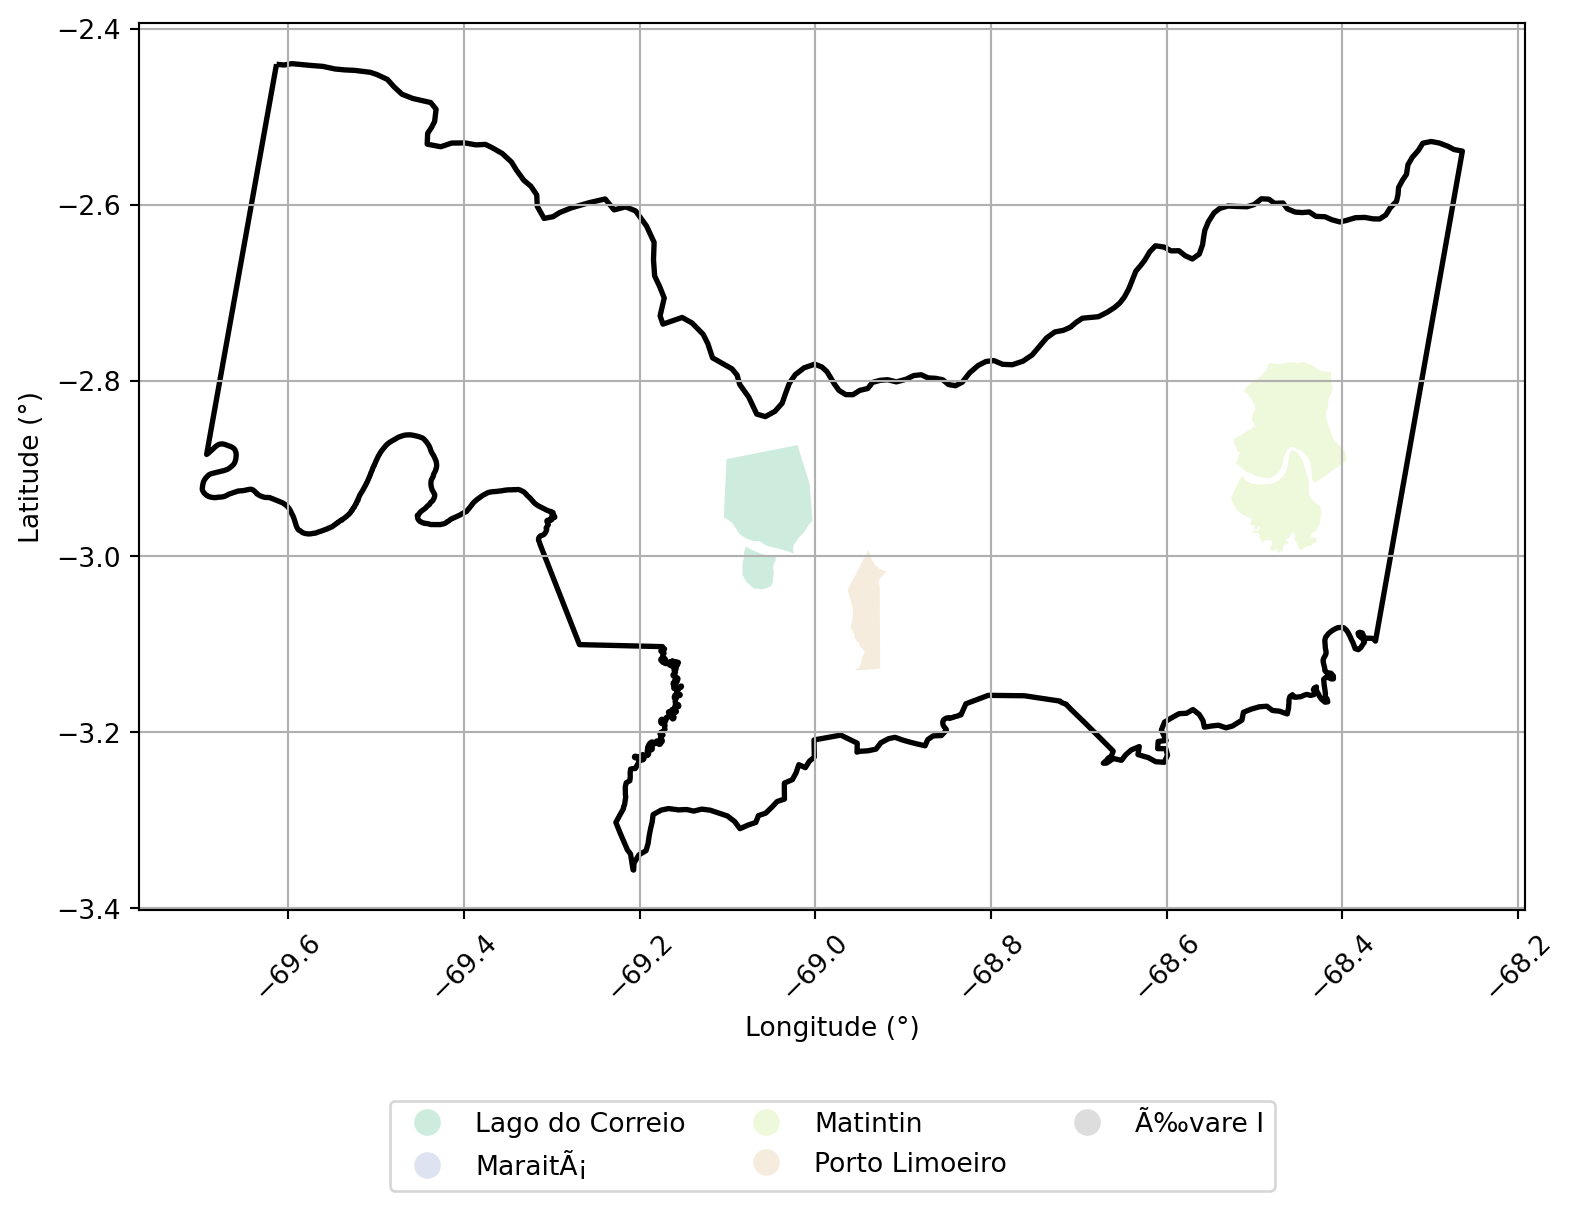 −2.4
−2.6
−2.8
−3.0
−3.2
−3.4
Latitude (°)
−69.6 −69.4 −69.2 −69.0 −68.8 −68.6 −68.4 −68.2
Longitude (°)
Lago do Correio Matintin Ã‰vare I
MaraitÃ¡ Porto Limoeiro